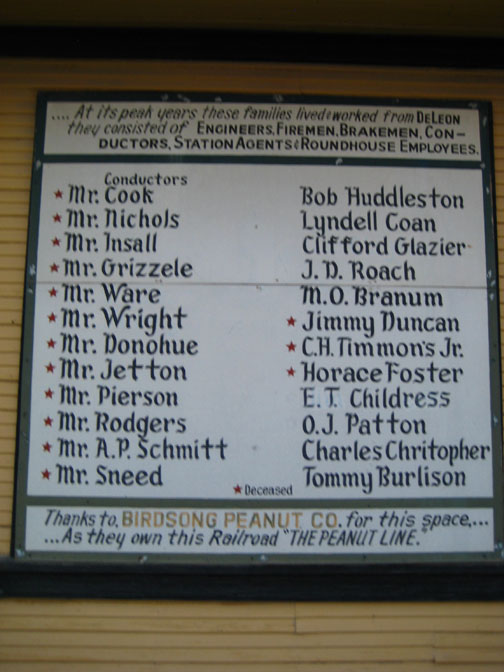 .... At its peak years these families lived & worked from DELEON
they consisted of ENGINEERS, FIREMEN, BRAKEMEN, CON-
DUCTORS, STATION AGENTS & ROUNDHOUSE EMPLOYEES.
Conductors
★ Mr. Cook
★ Mr. Nichols
★ Mr. Insall
★ Mr. Grizzele
★ Mr. Ware
★ Mr. Wright
★ Mr. Donohue
★ Mr. Jetton
★ Mr. Pierson
★ Mr. Rodgers
★ Mr. A.P. Schmitt
★ Mr. Sneed
Bob Huddleston
Lyndell Coan
Clifford Glazier
J.D. Roach
M.O. Branum
★ Jimmy Duncan
★ C.H. Timmon's Jr.
★ Horace Foster
E.T. Childress
O.J. Patton
Charles Chritopher
Tommy Burlison
★ Deceased
Thanks to, BIRDSONG PEANUT CO. for this space,...
...As they own this Railroad "THE PEANUT LINE."